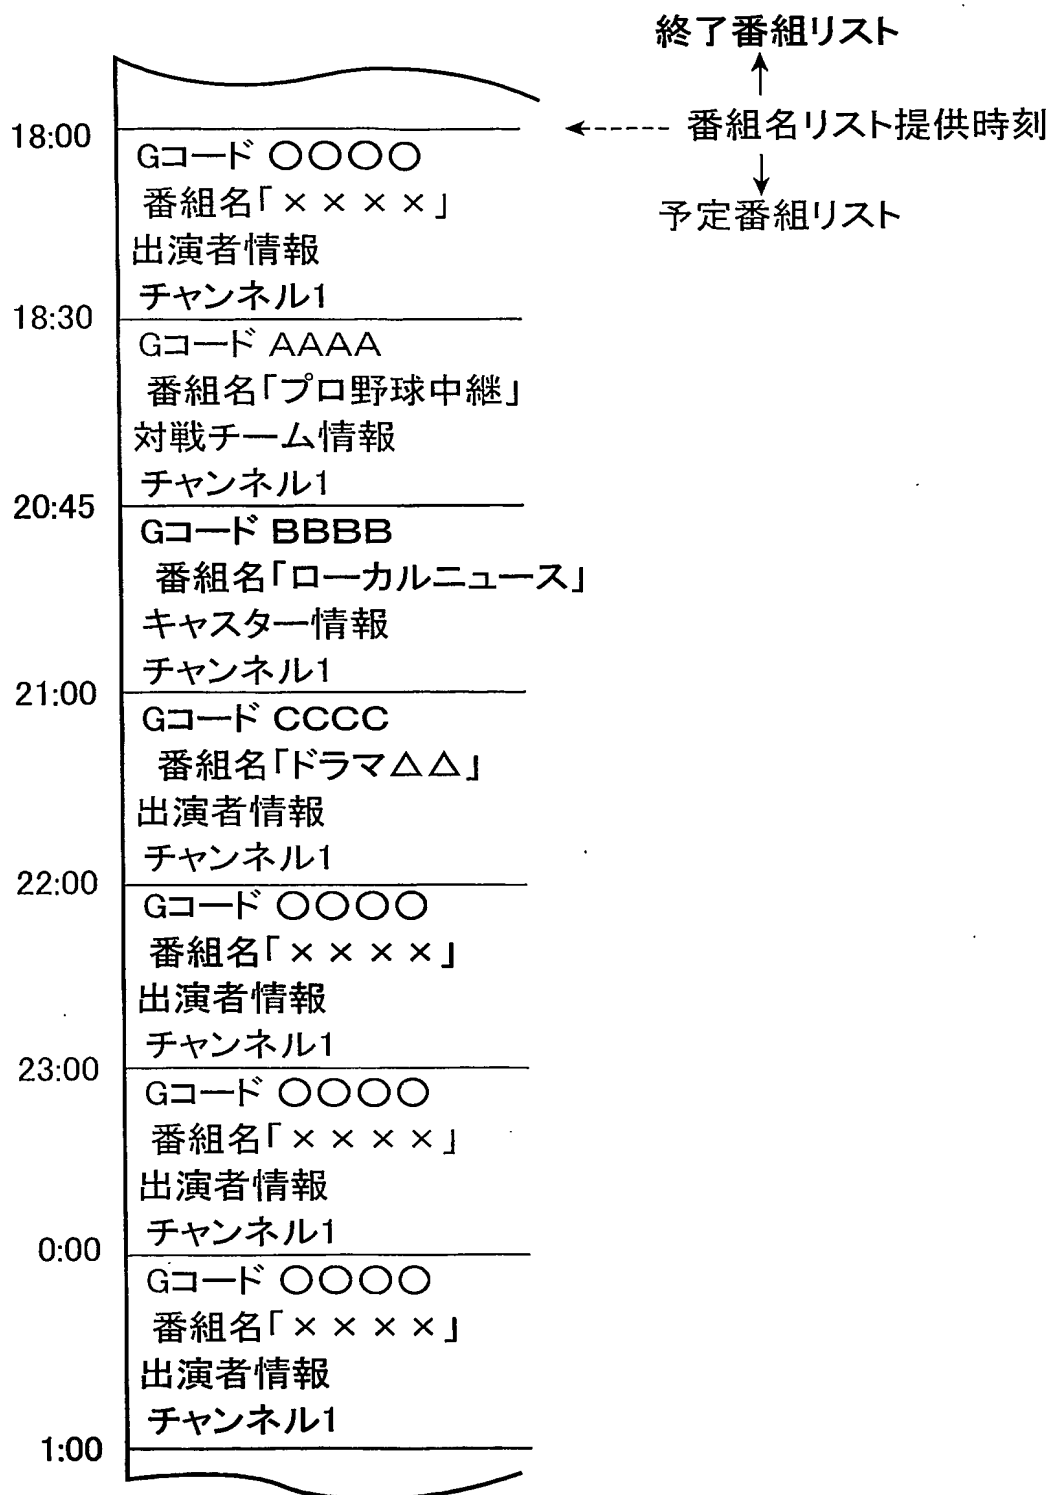 終了番組リスト
番組名リスト提供時刻
予定番組リスト
18:00
Gコード 〇〇〇〇
番組名「××××」
出演者情報
チャンネル1
18:30
Gコード AAAA
番組名「プロ野球中継」
対戦チーム情報
チャンネル1
20:45
Gコード BBBB
番組名「ローカルニュース」
キャスター情報
チャンネル1
21:00
Gコード CCCC
番組名「ドラマ△△」
出演者情報
チャンネル1
22:00
Gコード 〇〇〇〇
番組名「××××」
出演者情報
チャンネル1
23:00
Gコード 〇〇〇〇
番組名「××××」
出演者情報
チャンネル1
0:00
Gコード 〇〇〇〇
番組名「××××」
出演者情報
チャンネル1
1:00